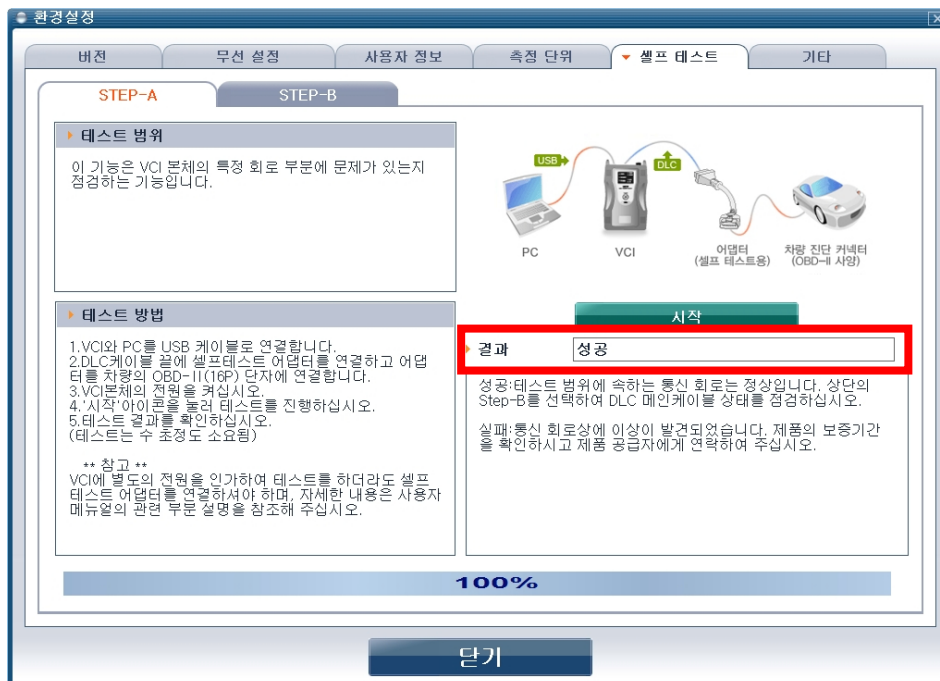 환경설정
버전
무선 설정
사용자 정보
측정 단위
셀프 테스트
기타
STEP-A
STEP-B
테스트 범위
이 기능은 VCI 본체의 특정 회로 부분에 문제가 있는지
점검하는 기능입니다.
USB
DLC
PC
VCI
어댑터
(셀프 테스트용)
차량 진단 커넥터
(OBD-II 사양)
테스트 방법
1.VCI와 PC를 USB 케이블로 연결합니다.
2.DLC케이블 끝에 셀프테스트 어댑터를 연결하고 어댑
터를 차량의 OBD-II(16P) 단자에 연결합니다.
3.VCI본체의 전원을 켜십시오.
4.'시작'아이콘을 눌러 테스트를 진행하십시오.
5.테스트 결과를 확인하십시오.
(테스트는 수 초정도 소요됨)
** 참고 **
VCI에 별도의 전원을 인가하여 테스트를 하더라도 셀프
테스트 어댑터를 연결하셔야 하며, 자세한 내용은 사용자
메뉴얼의 관련 부분 설명을 참조해 주십시오.
시작
결과
성공
성공:테스트 범위에 속하는 통신 회로는 정상입니다. 상단의
Step-B를 선택하여 DLC 메인케이블 상태를 점검하십시오.
실패:통신 회로상에 이상이 발견되었습니다. 제품의 보증기간
을 확인하시고 제품 공급자에게 연락하여 주십시오.
100%
닫기